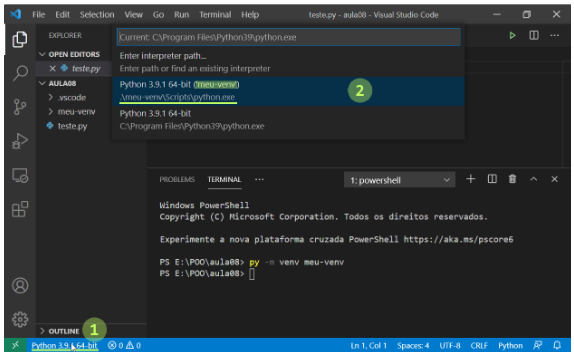 File Edit Selection View Go Run Terminal Help teste.py - aula08 - Visual Studio Code
EXPLORER
OPEN EDITORS
teste.py
AULA08
.vscode
meu-venv
teste.py
OUTLINE
Current: C:\Program Files\Python39\python.exe
Enter interpreter path...
Enter path or find an existing interpreter
Python 3.9.1 64-bit ('meu-venv')
.\meu-venv\Scripts\python.exe
2
Python 3.9.1 64-bit
C:\Program Files\Python39\python.exe
PROBLEMS TERMINAL ··· 1: powershell
Windows PowerShell
Copyright (C) Microsoft Corporation. Todos os direitos reservados.
Experimente a nova plataforma cruzada PowerShell https://aka.ms/pscore6
PS E:\POO\aula08> py -m venv meu-venv
PS E:\POO\aula08>
1
Python 3.9.1 64-bit 0 0 Ln 1, Col 1 Spaces: 4 UTF-8 CRLF Python